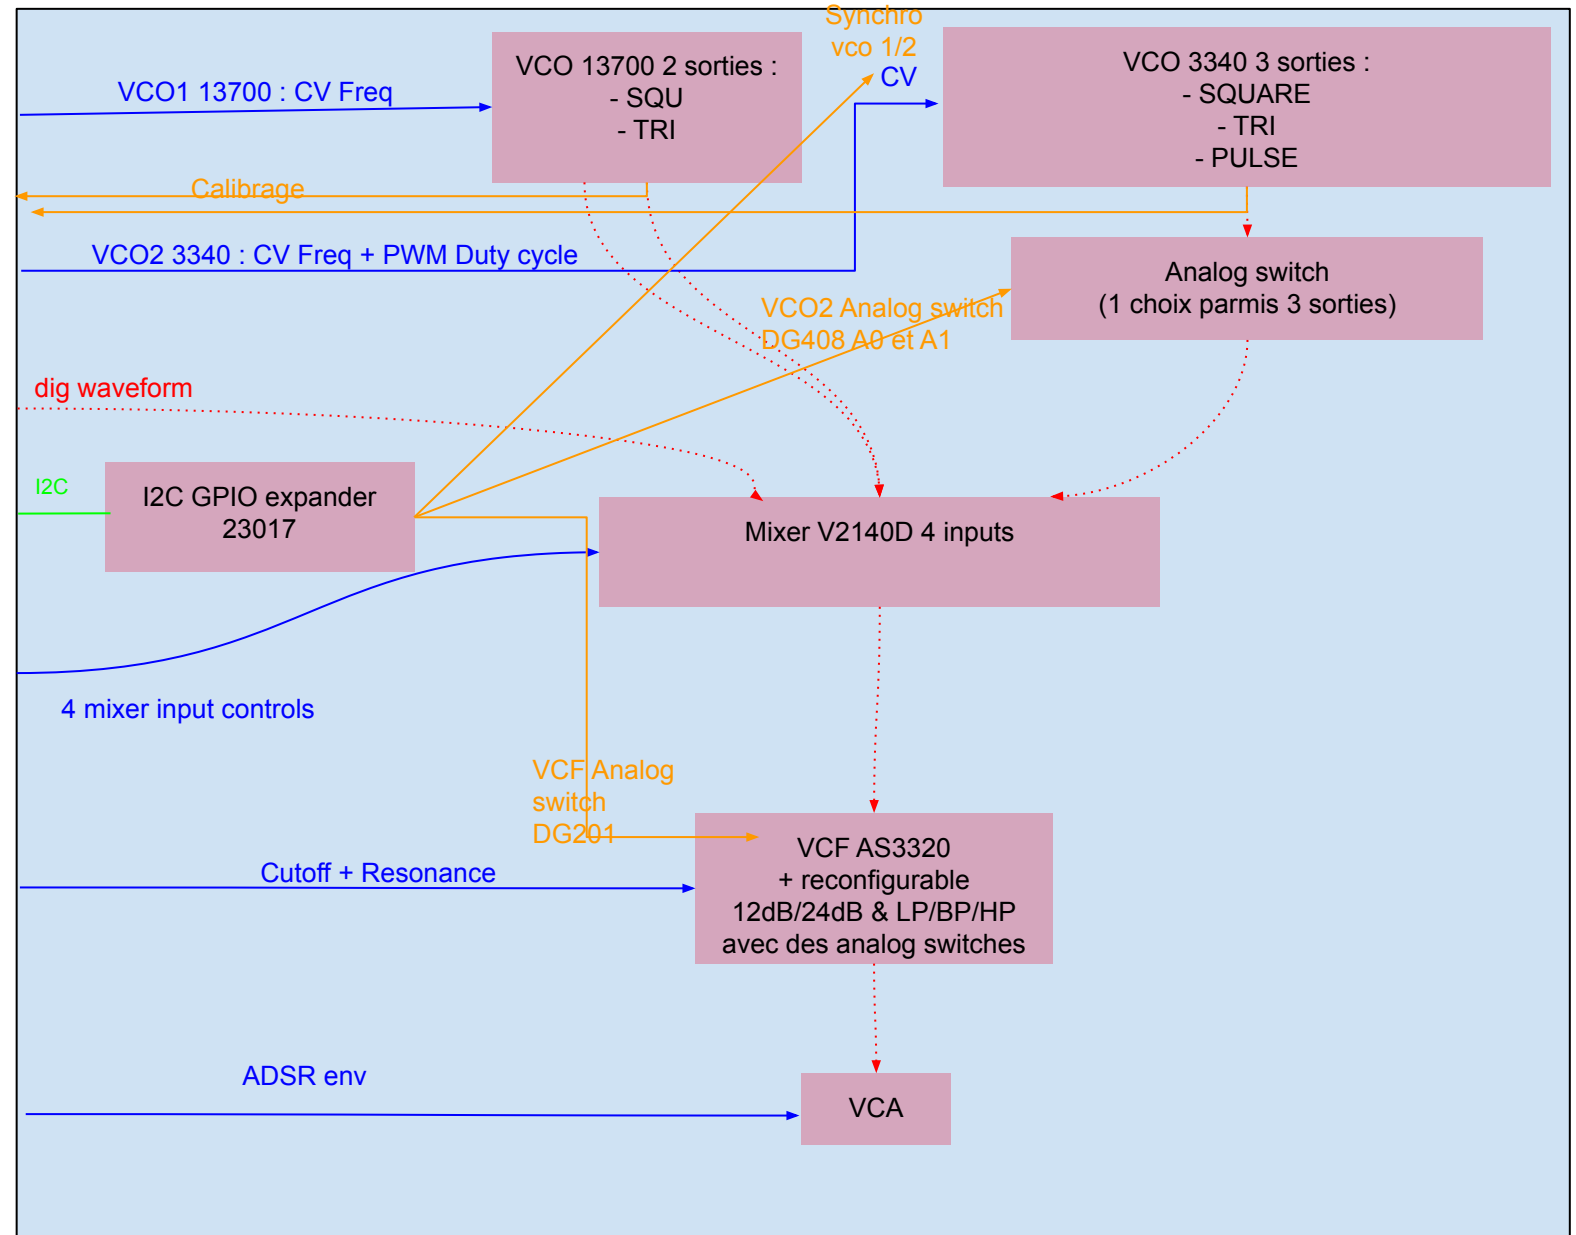 Synchro
vco 1/2
CV
VCO 13700 2 sorties :
- SQU
- TRI
VCO 3340 3 sorties :
- SQUARE
- TRI
- PULSE
VCO1 13700 : CV Freq
Calibrage
VCO2 3340 : CV Freq + PWM Duty cycle
Analog switch
(1 choix parmis 3 sorties)
VCO2 Analog switch
DG408 A0 et A1
dig waveform
I2C
I2C GPIO expander
23017
Mixer V2140D 4 inputs
4 mixer input controls
VCF Analog
switch
DG201
VCF AS3320
+ reconfigurable
12dB/24dB & LP/BP/HP
avec des analog switches
Cutoff + Resonance
ADSR env
VCA